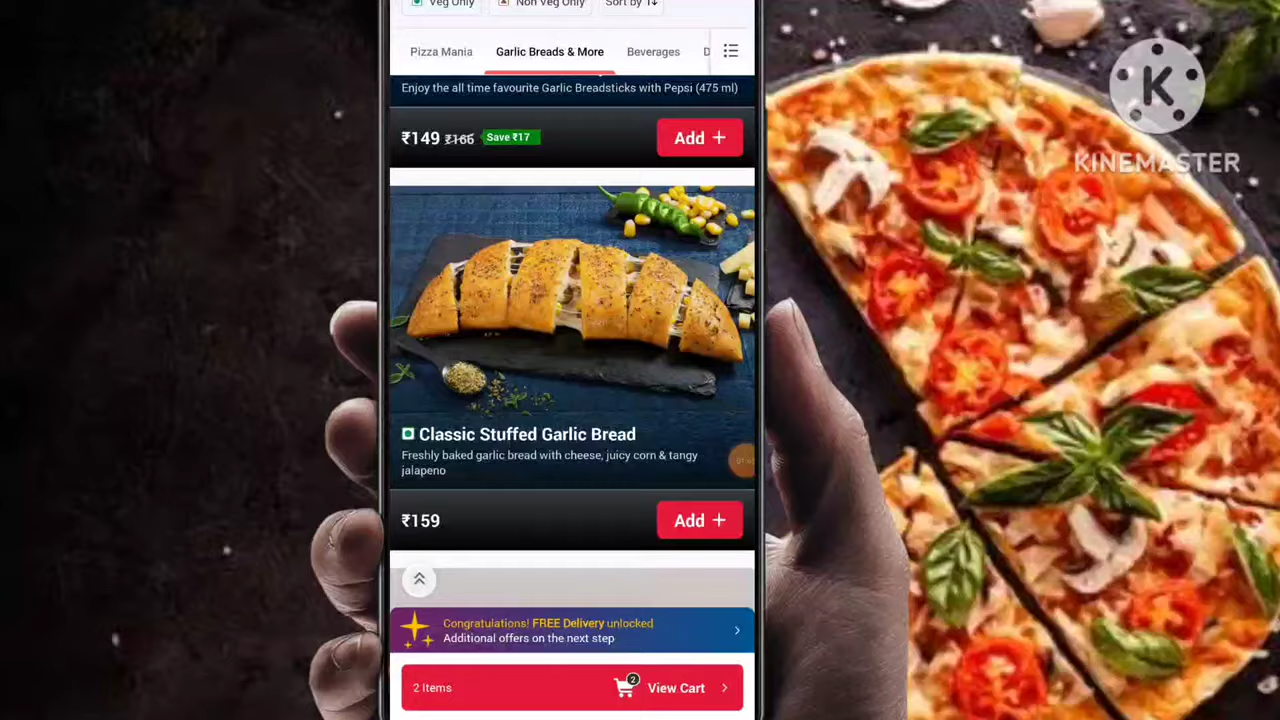 Veg Only Non Veg Only Sort by
Pizza Mania Garlic Breads & More Beverages D
Enjoy the all time favourite Garlic Breadsticks with Pepsi (475 ml)
₹149 ₹166 Save ₹17 Add +
Classic Stuffed Garlic Bread
Freshly baked garlic bread with cheese, juicy corn & tangy
jalapeno
₹159 Add +
Congratulations! FREE Delivery unlocked
Additional offers on the next step
2 Items 2 View Cart
K
KINEMASTER